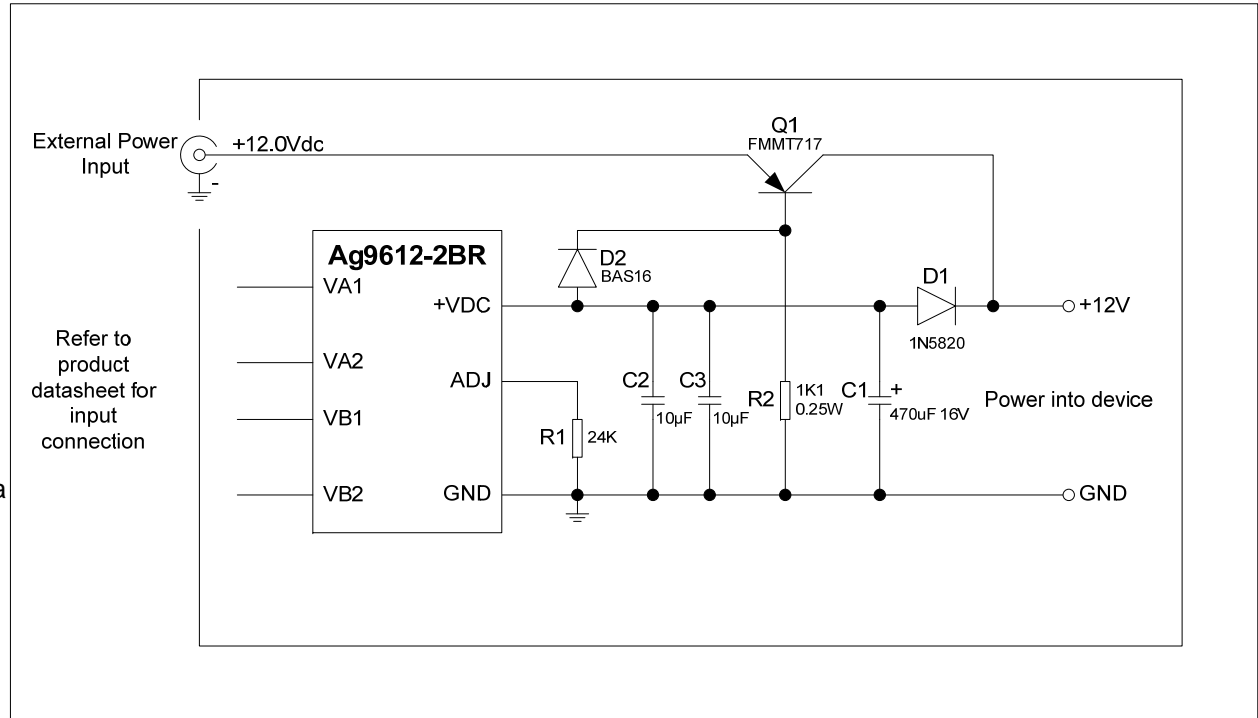 External Power
Input
+12.0Vdc
-
Q1
FMMT717
Ag9612-2BR
VA1
VA2
VB1
VB2
+VDC
ADJ
GND
Refer to
product
datasheet for
input
connection
a
D2
BAS16
D1
1N5820
+12V
C2
10µF
C3
10µF
R2
1K1
0.25W
C1
+
470uF 16V
R1
24K
Power into device
GND